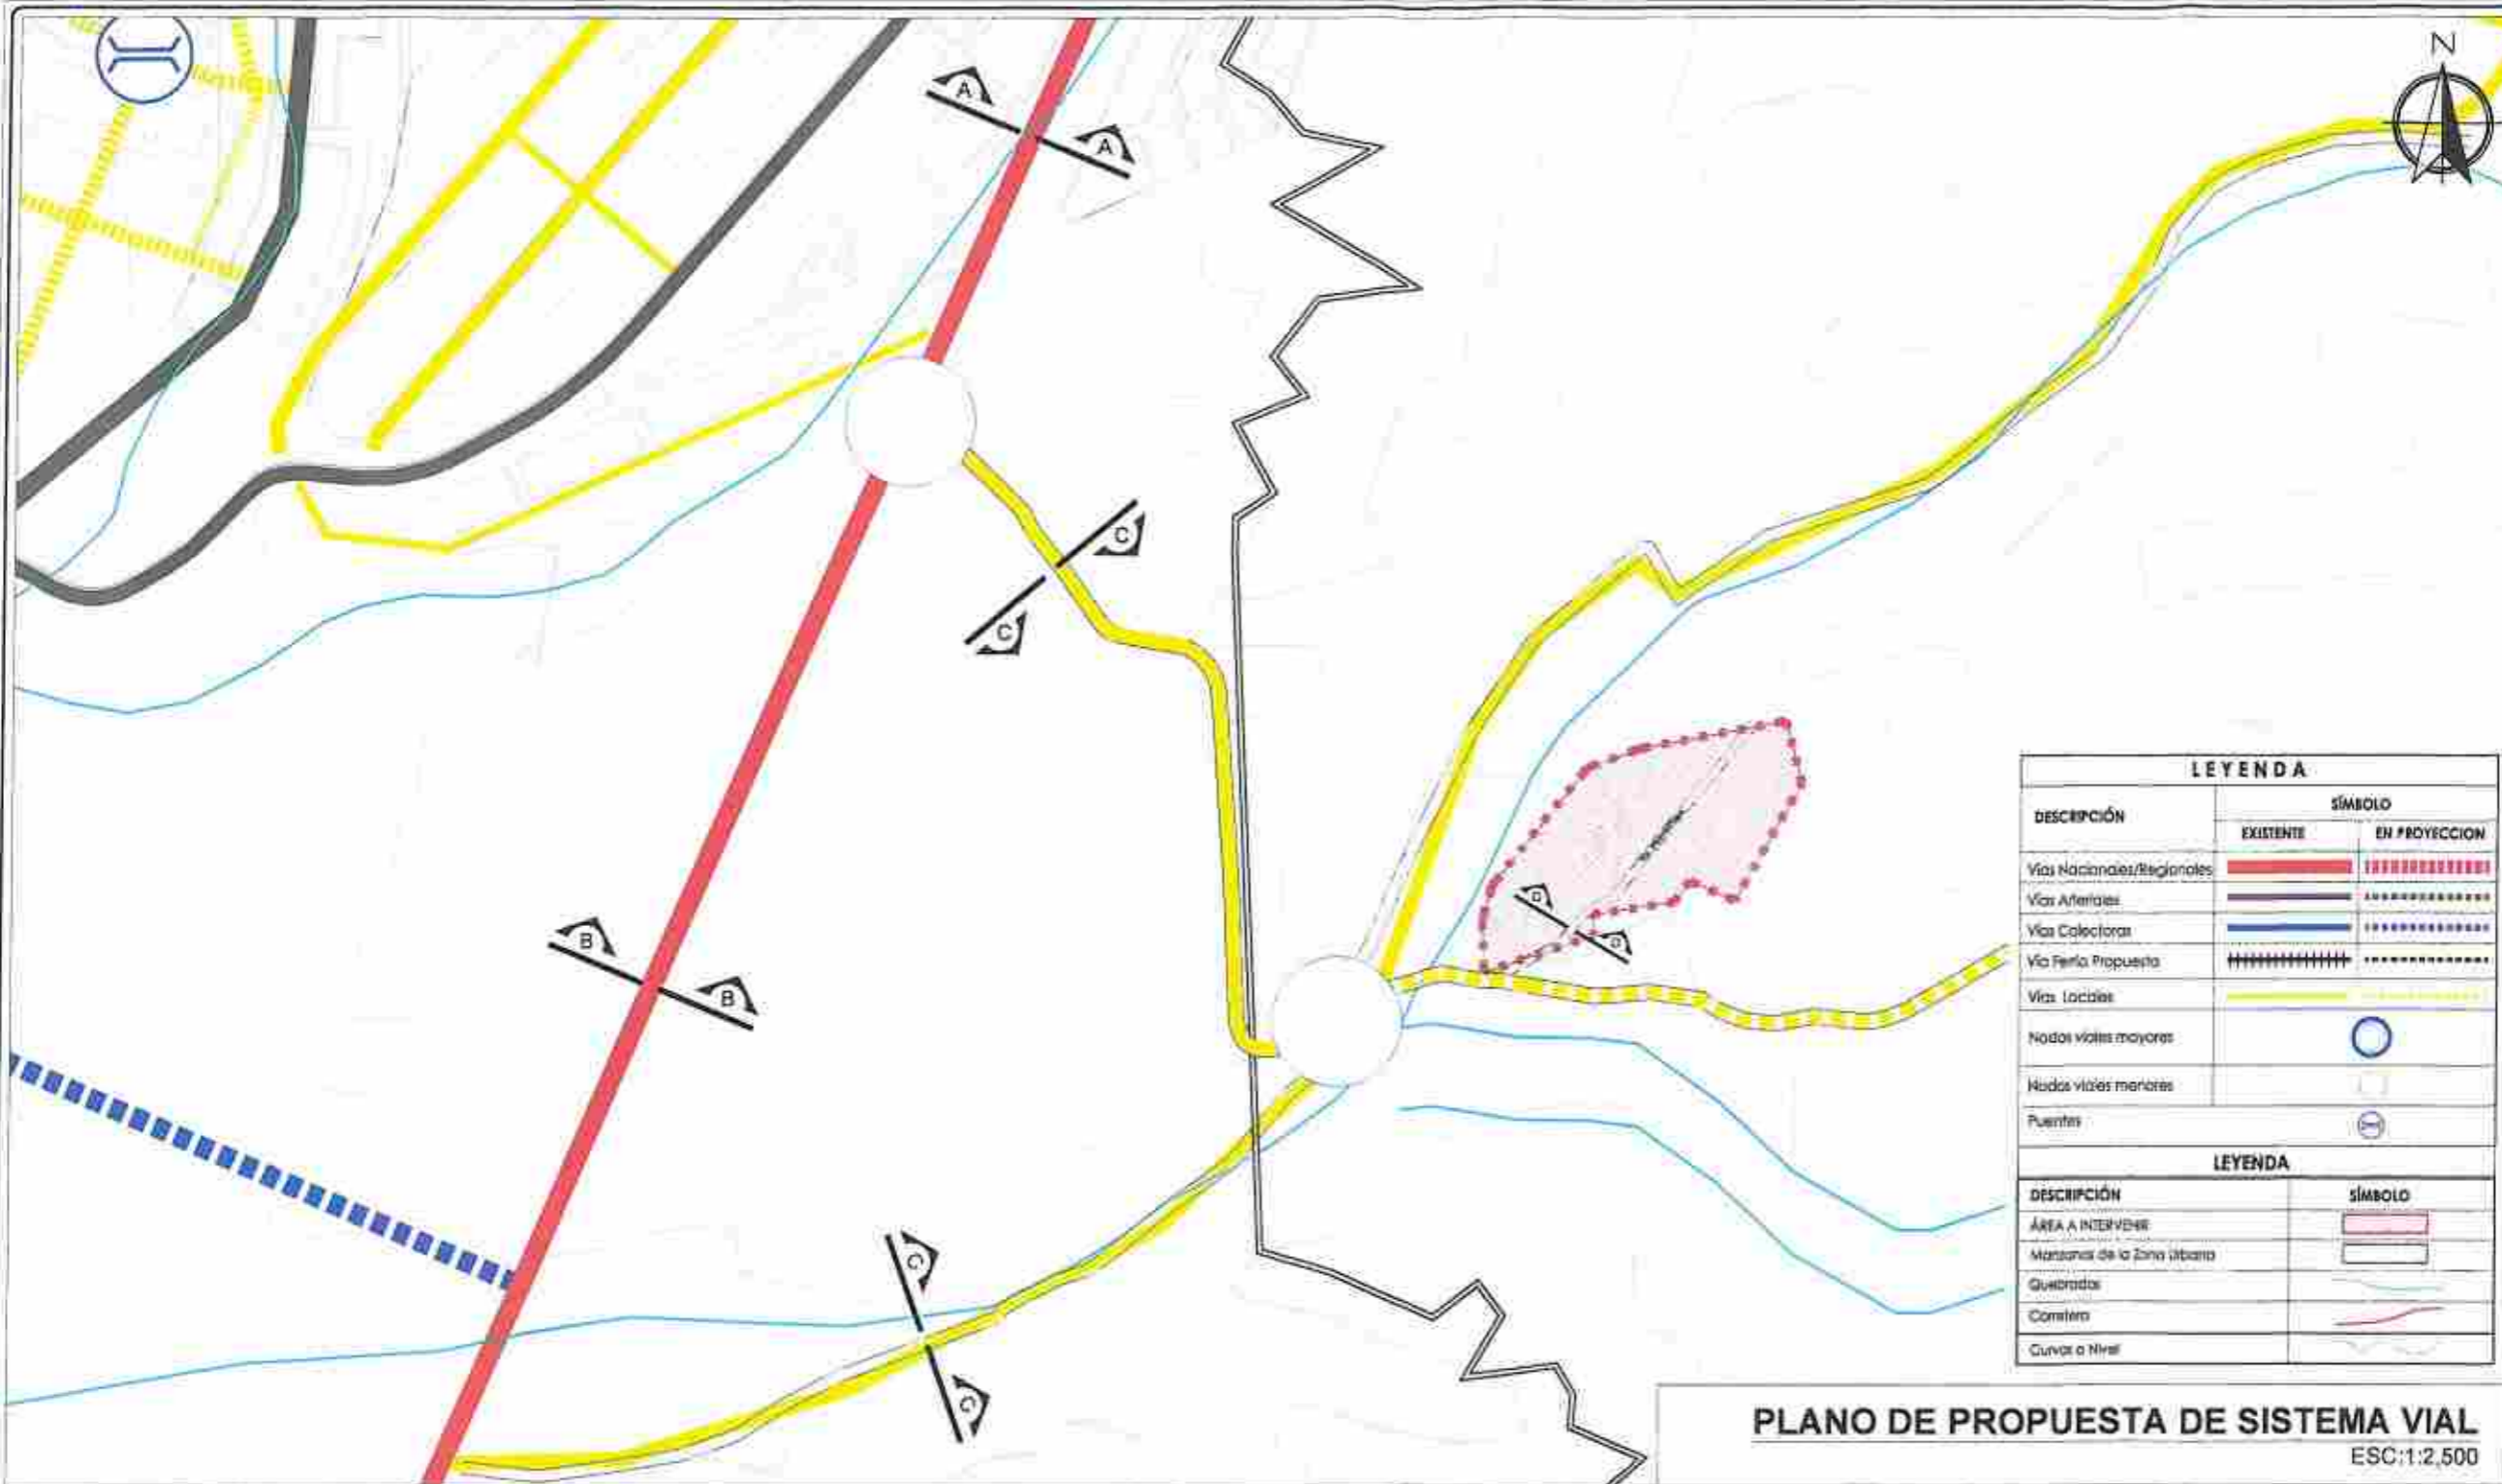 N
A
A
C
C
B
B
D
D
C
C
LEYENDA
DESCRIPCIÓN
SÍMBOLO
EXISTENTE
EN PROYECCION
Vías Nacionales/Regionales
Vías Arteriales
Vías Colectoras
Vía Ferria Propuesta
Vías Locales
Nodos viales mayores
Nodos viales menores
Puentes
LEYENDA
DESCRIPCIÓN
SÍMBOLO
ÁREA A INTERVENIR
Manzanas de la Zona Urbana
Quebradas
Carretera
Curvas a Nivel
PLANO DE PROPUESTA DE SISTEMA VIAL
ESC:1:2,500